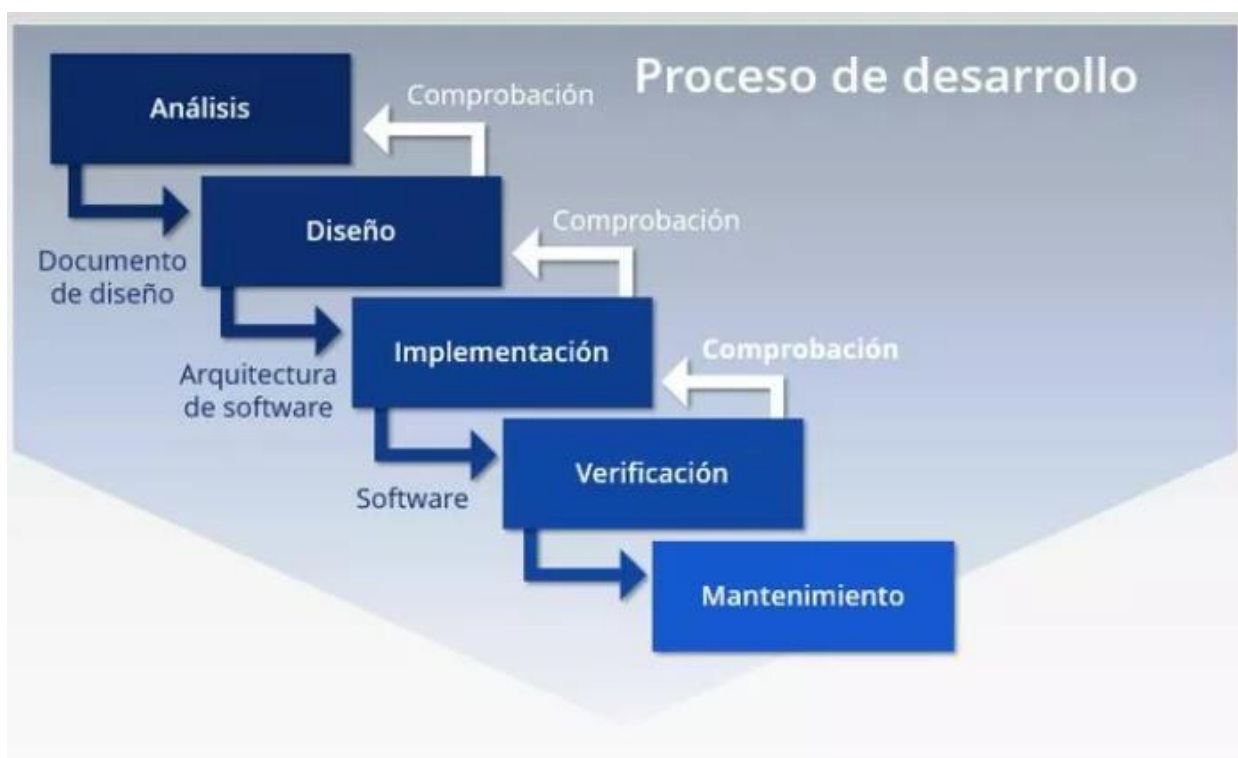 Proceso de desarrollo
Análisis
Comprobación
Documento
de diseño
Diseño
Comprobación
Arquitectura
de software
Implementación
Comprobación
Software
Verificación
Mantenimiento